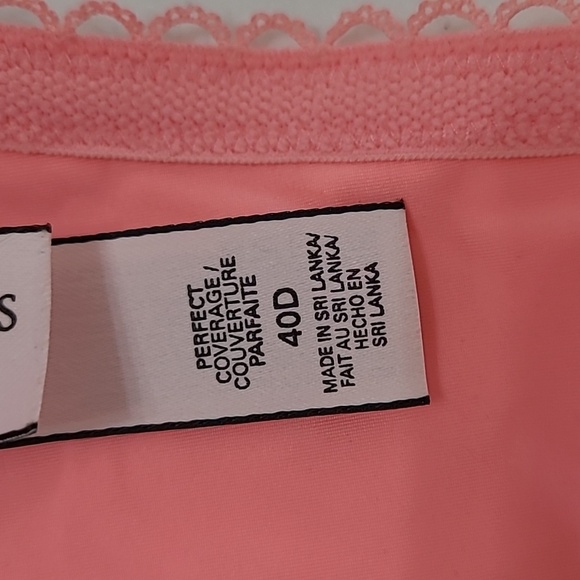 S
PERFECT
COVERAGE/
COUVERTURE
PARFAITE
40D
MADE IN SRI LANKA/
FAIT AU SRI LANKA/
HECHO EN
SRI LANKA